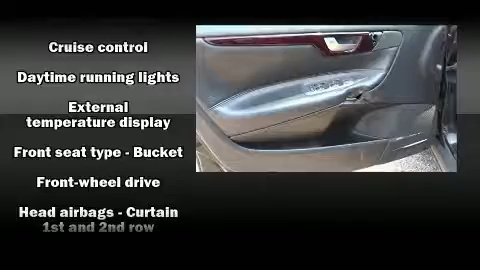 Cruise control
Daytime running lights
External
temperature display
Front seat type - Bucket
Front-wheel drive
Head airbags - Curtain
1st and 2nd row